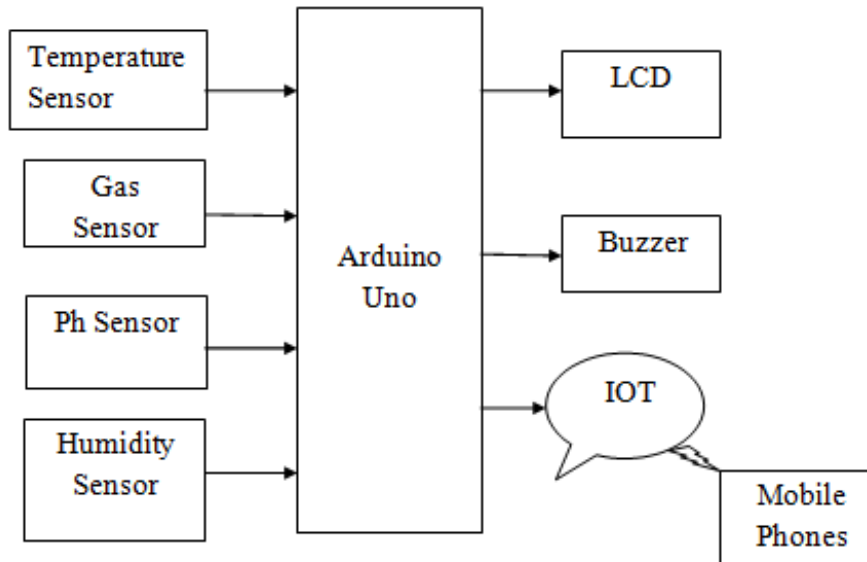 Temperature
Sensor
Gas
Sensor
Ph Sensor
Humidity
Sensor
Arduino
Uno
LCD
Buzzer
IOT
Mobile
Phones